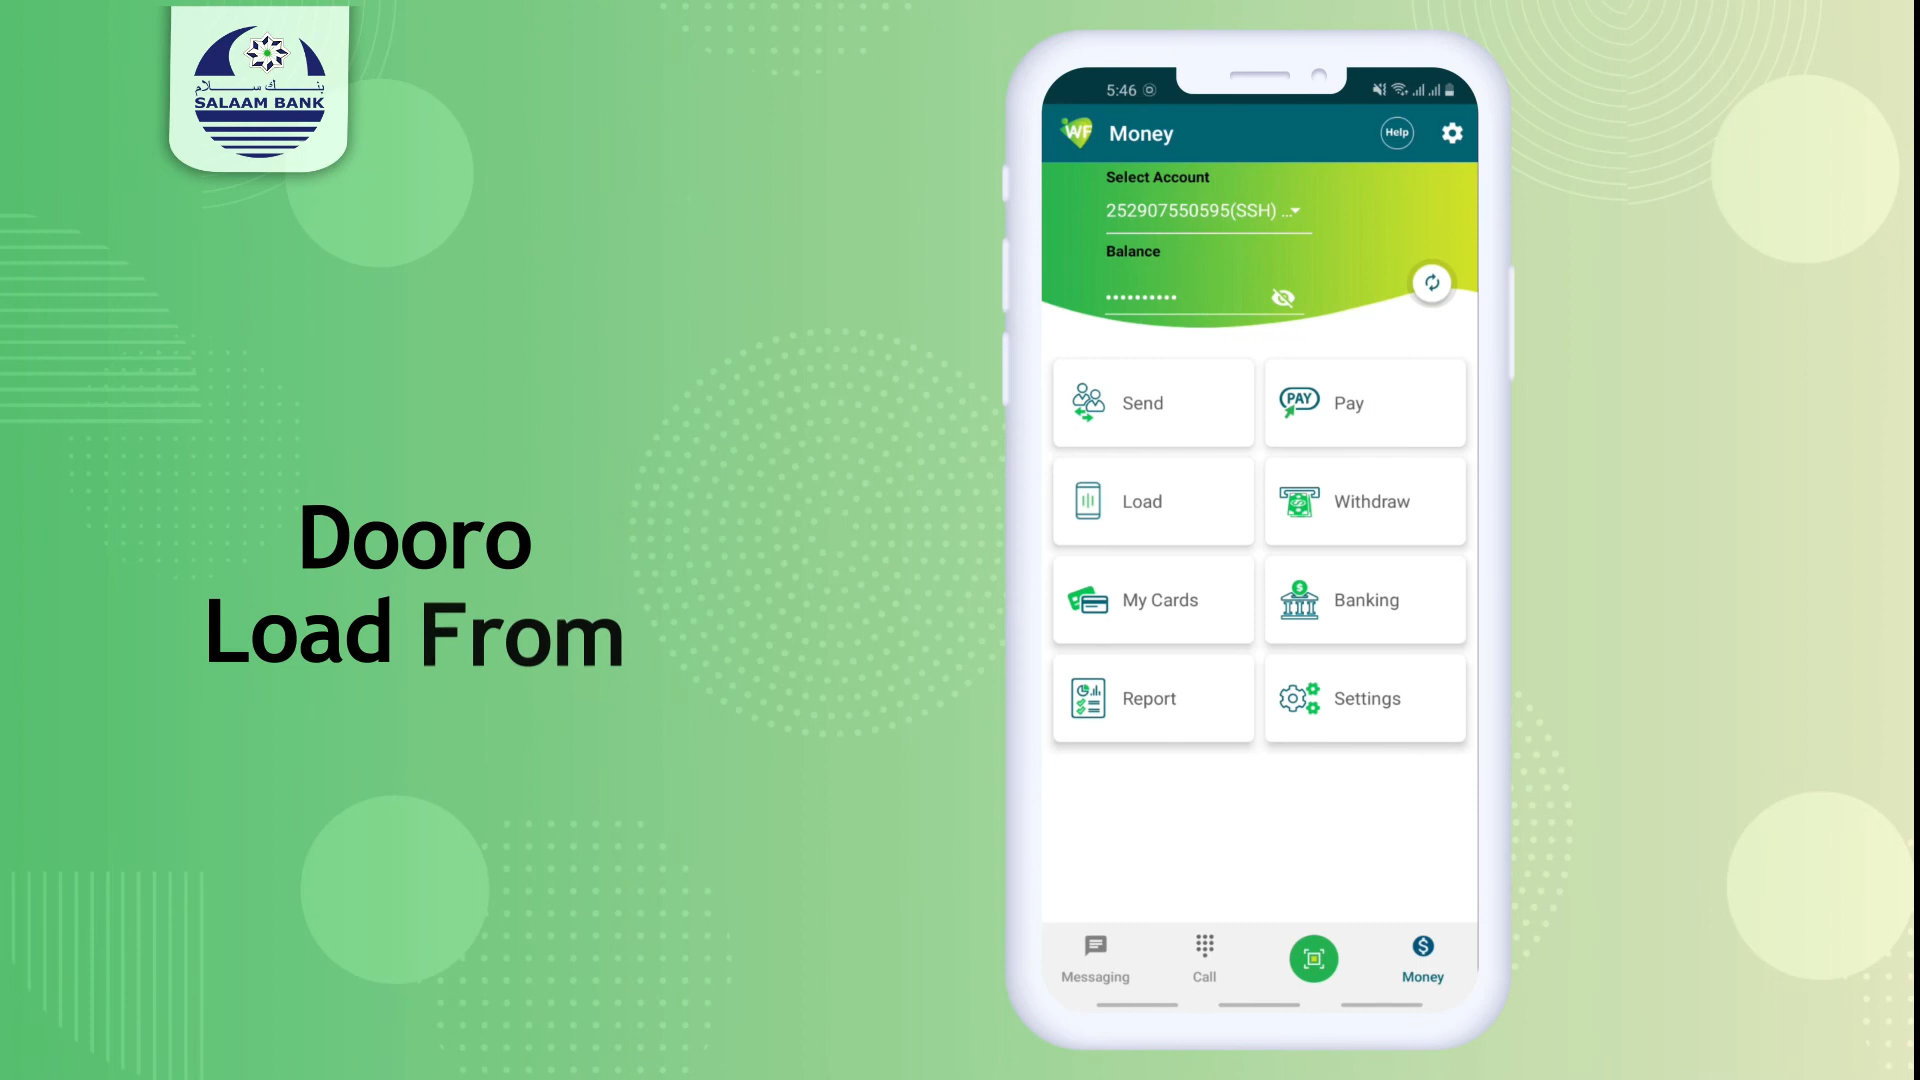 بنك سلام
SALAAM BANK
Dooro
Load From
5:46
WF
Money
Help
Select Account
252907550595(SSH) ...
Balance
••••••••••
Send
PAY
Pay
Load
Withdraw
My Cards
Banking
Report
Settings
Messaging
Call
Money